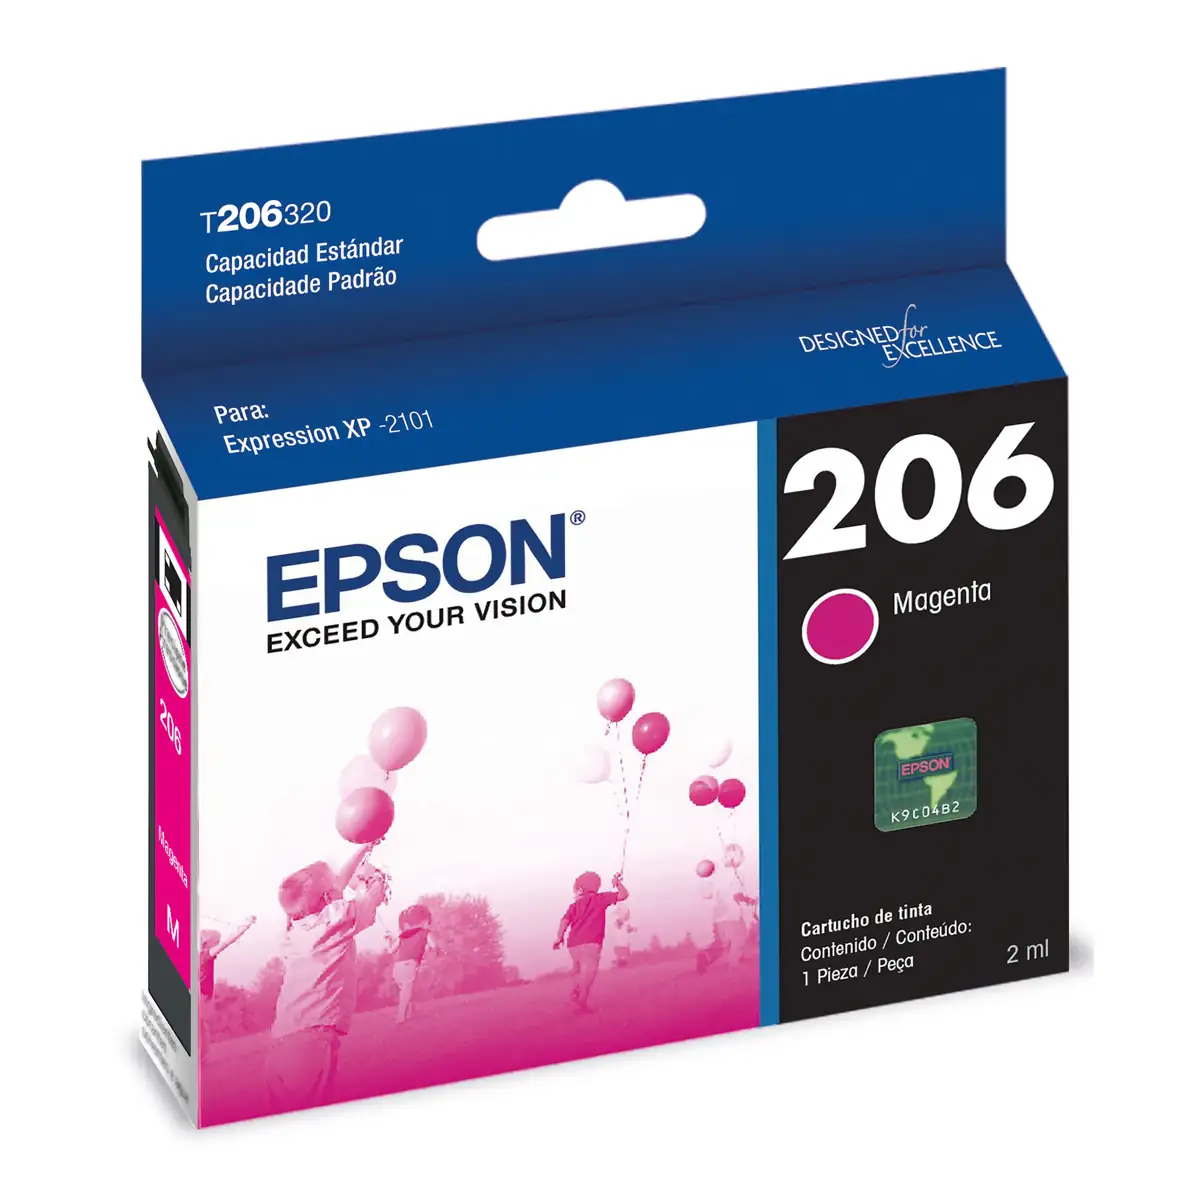 T206320
Capacidad Estándar
Capacidade Padrão
DESIGNED for
EXCELLENCE
Para:
Expression XP -2101
206
EPSON®
EXCEED YOUR VISION
Magenta
EPSON
K9C04B2
Cartucho de tinta
Contenido / Conteúdo:
1 Pieza / Peça
2 ml
206
Magenta
M